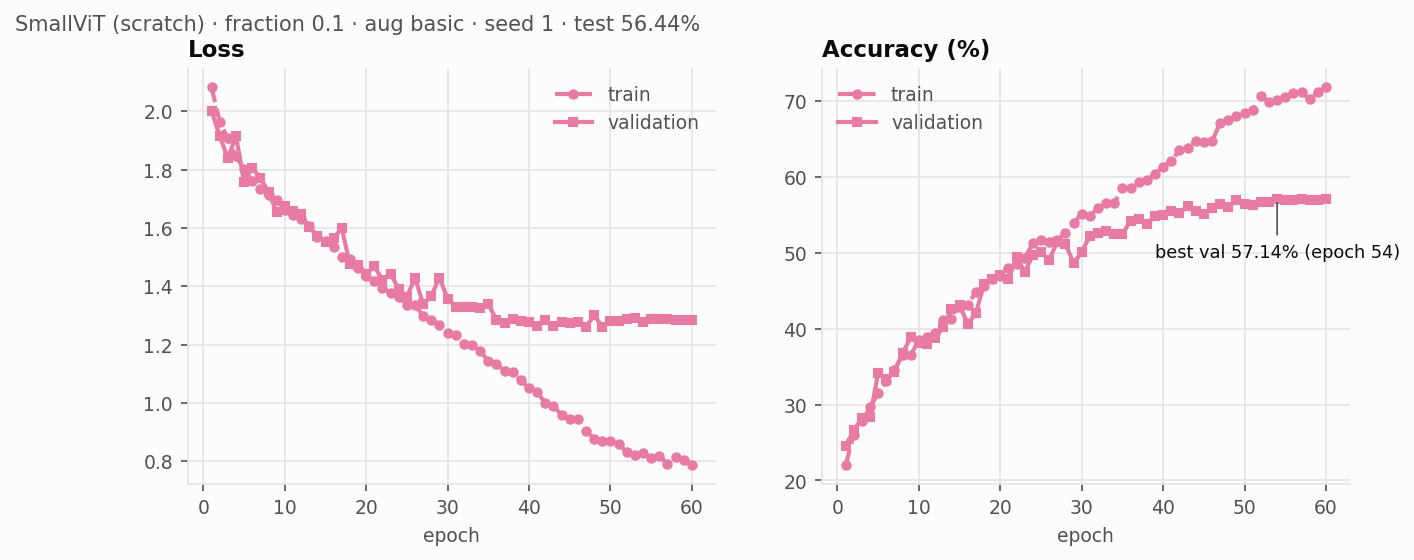 SmallViT (scratch) · fraction 0.1 · aug basic · seed 1 · test 56.44%
Loss
train
validation
2.0
1.8
1.6
1.4
1.2
1.0
0.8
0 10 20 30 40 50 60
epoch
Accuracy (%)
train
validation
70
60
50
40
30
20
best val 57.14% (epoch 54)
0 10 20 30 40 50 60
epoch